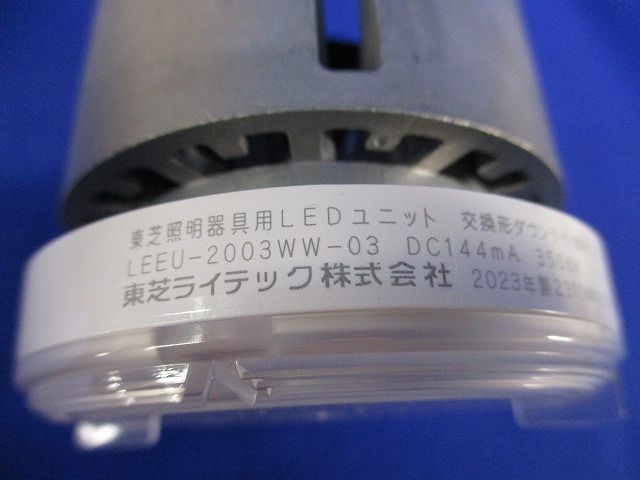 東芝照明器具用LEDユニット 交換形ダウンライト
LEEU-2003WW-03 DC144mA
東芝ライテック株式会社 2023年製